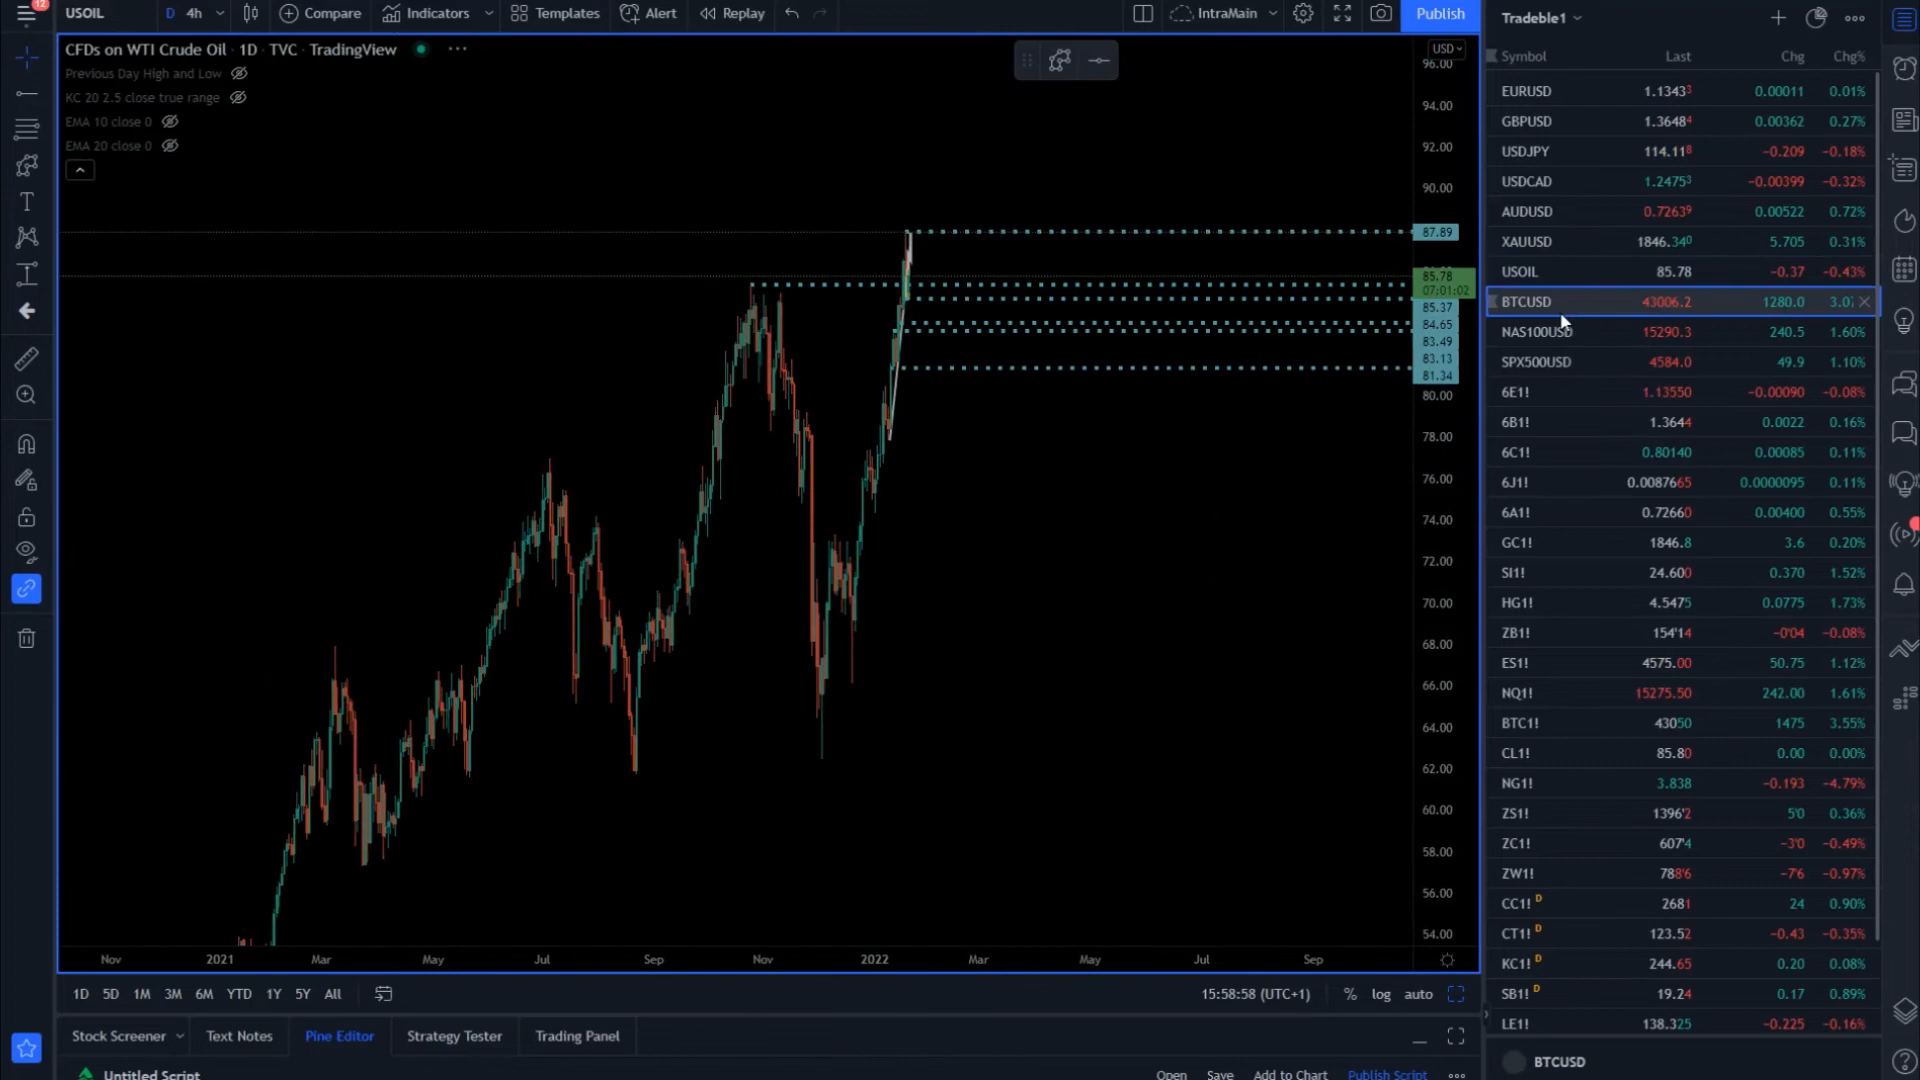 12
USOIL D 4h Compare Indicators Templates Alert Replay IntraMain Publish
CFDs on WTI Crude Oil · 1D · TVC · TradingView
Previous Day High and Low
KC 20 2.5 close true range
EMA 10 close 0
EMA 20 close 0
USD
96.00
94.00
92.00
90.00
87.89
85.78
07:01:02
85.37
84.65
83.49
83.13
81.34
80.00
78.00
76.00
74.00
72.00
70.00
68.00
66.00
64.00
62.00
60.00
58.00
56.00
54.00
Nov 2021 Mar May Jul Sep Nov 2022 Mar May Jul Sep
1D 5D 1M 3M 6M YTD 1Y 5Y All 15:58:58 (UTC+1) % log auto
Stock Screener Text Notes Pine Editor Strategy Tester Trading Panel
Untitled Script Open Save Add to Chart Publish Script
Tradeble1
Symbol Last Chg Chg%
EURUSD 1.13433 0.00011 0.01%
GBPUSD 1.36484 0.00362 0.27%
USDJPY 114.118 −0.209 −0.18%
USDCAD 1.24753 −0.00399 −0.32%
AUDUSD 0.72639 0.00522 0.72%
XAUUSD 1846.340 5.705 0.31%
USOIL 85.78 −0.37 −0.43%
BTCUSD 43006.2 1280.0 3.07
NAS100USD 15290.3 240.5 1.60%
SPX500USD 4584.0 49.9 1.10%
6E1! 1.13550 −0.00090 −0.08%
6B1! 1.3644 0.0022 0.16%
6C1! 0.80140 0.00085 0.11%
6J1! 0.0087665 0.0000095 0.11%
6A1! 0.72660 0.00400 0.55%
GC1! 1846.8 3.6 0.20%
SI1! 24.600 0.370 1.52%
HG1! 4.5475 0.0775 1.73%
ZB1! 154'14 −0'04 −0.08%
ES1! 4575.00 50.75 1.12%
NQ1! 15275.50 242.00 1.61%
BTC1! 43050 1475 3.55%
CL1! 85.80 0.00 0.00%
NG1! 3.838 −0.193 −4.79%
ZS1! 1396'2 5'0 0.36%
ZC1! 607'4 −3'0 −0.49%
ZW1! 788'6 −7'6 −0.97%
CC1! D 2681 24 0.90%
CT1! D 123.52 −0.43 −0.35%
KC1! D 244.65 0.20 0.08%
SB1! D 19.24 0.17 0.89%
LE1! 138.325 −0.225 −0.16%
BTCUSD